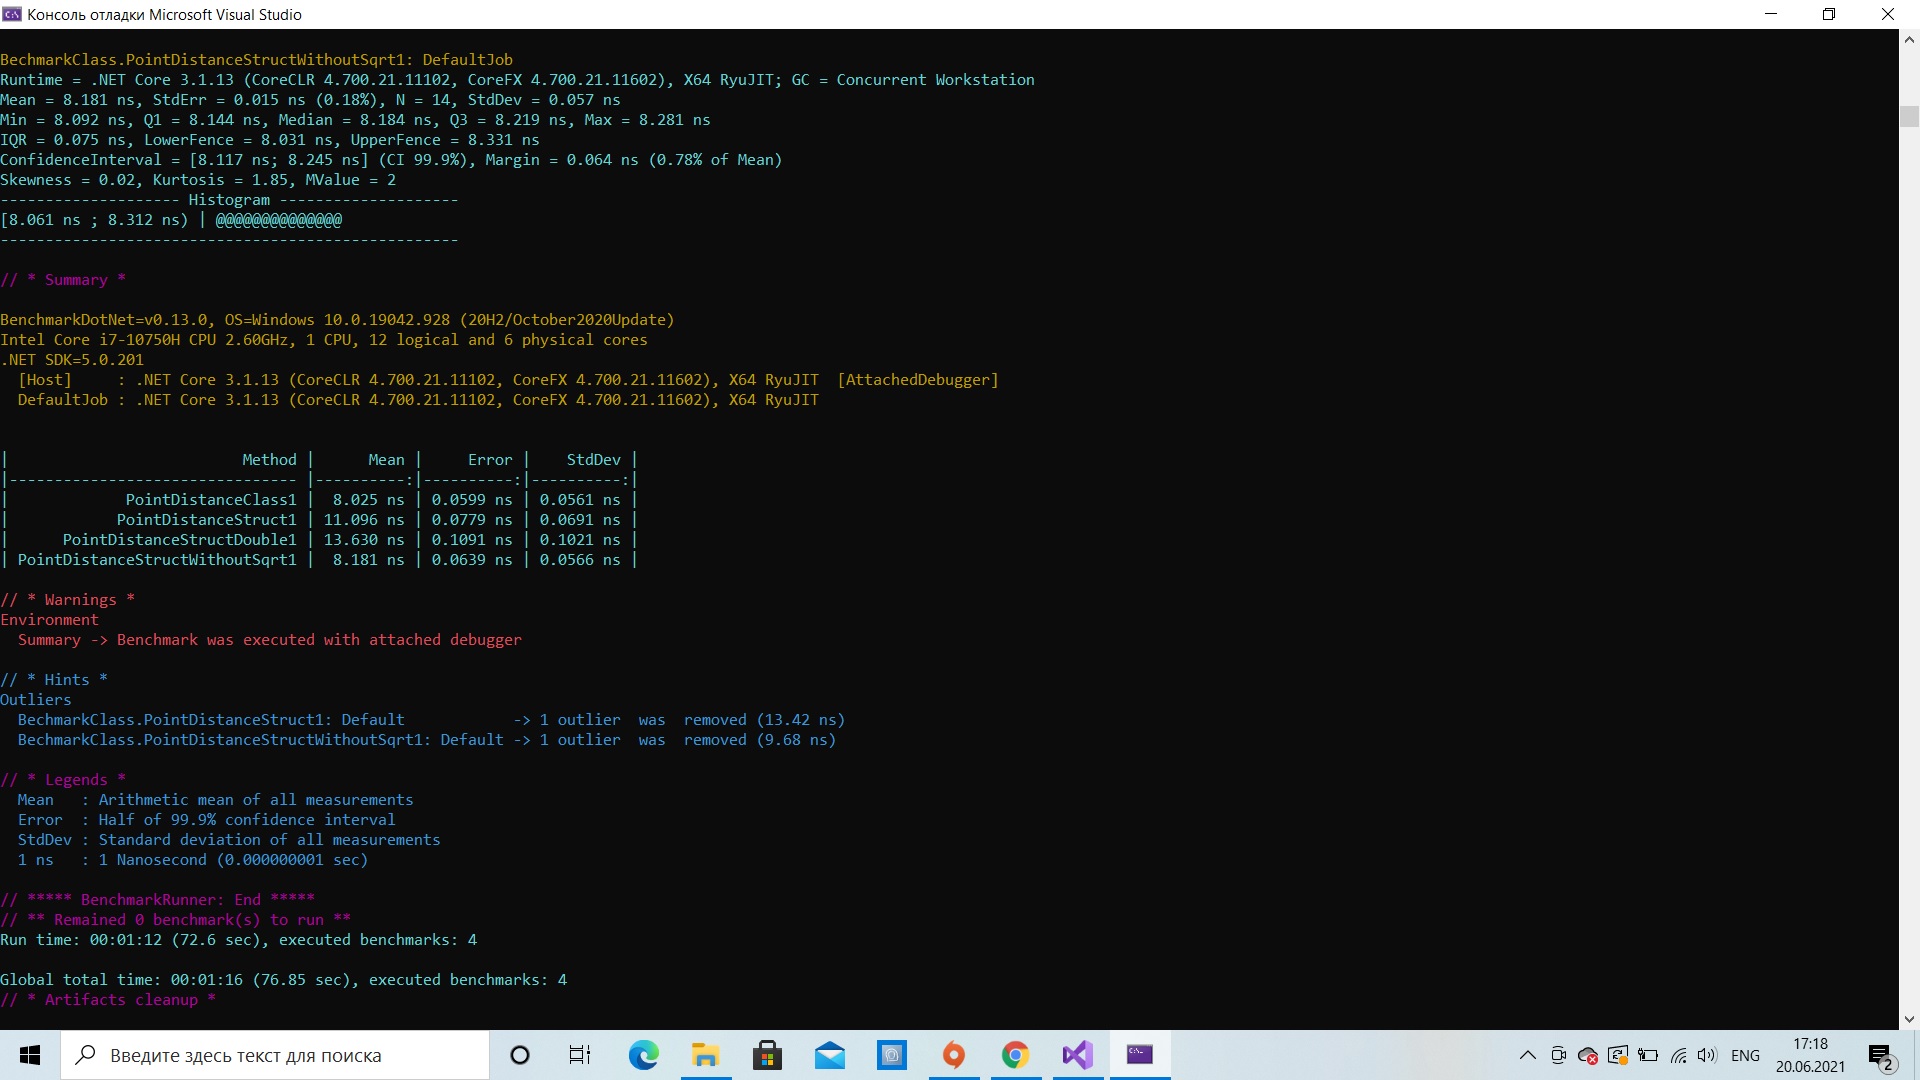 Консоль отладки Microsoft Visual Studio
BechmarkClass.PointDistanceStructWithoutSqrt1: DefaultJob
Runtime = .NET Core 3.1.13 (CoreCLR 4.700.21.11102, CoreFX 4.700.21.11602), X64 RyuJIT; GC = Concurrent Workstation
Mean = 8.181 ns, StdErr = 0.015 ns (0.18%), N = 14, StdDev = 0.057 ns
Min = 8.092 ns, Q1 = 8.144 ns, Median = 8.184 ns, Q3 = 8.219 ns, Max = 8.281 ns
IQR = 0.075 ns, LowerFence = 8.031 ns, UpperFence = 8.331 ns
ConfidenceInterval = [8.117 ns; 8.245 ns] (CI 99.9%), Margin = 0.064 ns (0.78% of Mean)
Skewness = 0.02, Kurtosis = 1.85, MValue = 2
-------------------- Histogram --------------------
[8.061 ns ; 8.312 ns) | @@@@@@@@@@@@@@
---------------------------------------------------
// * Summary *
BenchmarkDotNet=v0.13.0, OS=Windows 10.0.19042.928 (20H2/October2020Update)
Intel Core i7-10750H CPU 2.60GHz, 1 CPU, 12 logical and 6 physical cores
.NET SDK=5.0.201
  [Host]     : .NET Core 3.1.13 (CoreCLR 4.700.21.11102, CoreFX 4.700.21.11602), X64 RyuJIT  [AttachedDebugger]
  DefaultJob : .NET Core 3.1.13 (CoreCLR 4.700.21.11102, CoreFX 4.700.21.11602), X64 RyuJIT
|                          Method |      Mean |     Error |    StdDev |
|-------------------------------- |----------:|----------:|----------:|
|             PointDistanceClass1 |  8.025 ns | 0.0599 ns | 0.0561 ns |
|            PointDistanceStruct1 | 11.096 ns | 0.0779 ns | 0.0691 ns |
|      PointDistanceStructDouble1 | 13.630 ns | 0.1091 ns | 0.1021 ns |
| PointDistanceStructWithoutSqrt1 |  8.181 ns | 0.0639 ns | 0.0566 ns |
// * Warnings *
Environment
  Summary -> Benchmark was executed with attached debugger
// * Hints *
Outliers
  BechmarkClass.PointDistanceStruct1: Default            -> 1 outlier  was  removed (13.42 ns)
  BechmarkClass.PointDistanceStructWithoutSqrt1: Default -> 1 outlier  was  removed (9.68 ns)
// * Legends *
  Mean   : Arithmetic mean of all measurements
  Error  : Half of 99.9% confidence interval
  StdDev : Standard deviation of all measurements
  1 ns   : 1 Nanosecond (0.000000001 sec)
// ***** BenchmarkRunner: End *****
// ** Remained 0 benchmark(s) to run **
Run time: 00:01:12 (72.6 sec), executed benchmarks: 4
Global total time: 00:01:16 (76.85 sec), executed benchmarks: 4
// * Artifacts cleanup *
Введите здесь текст для поиска
ENG
17:18
20.06.2021
2